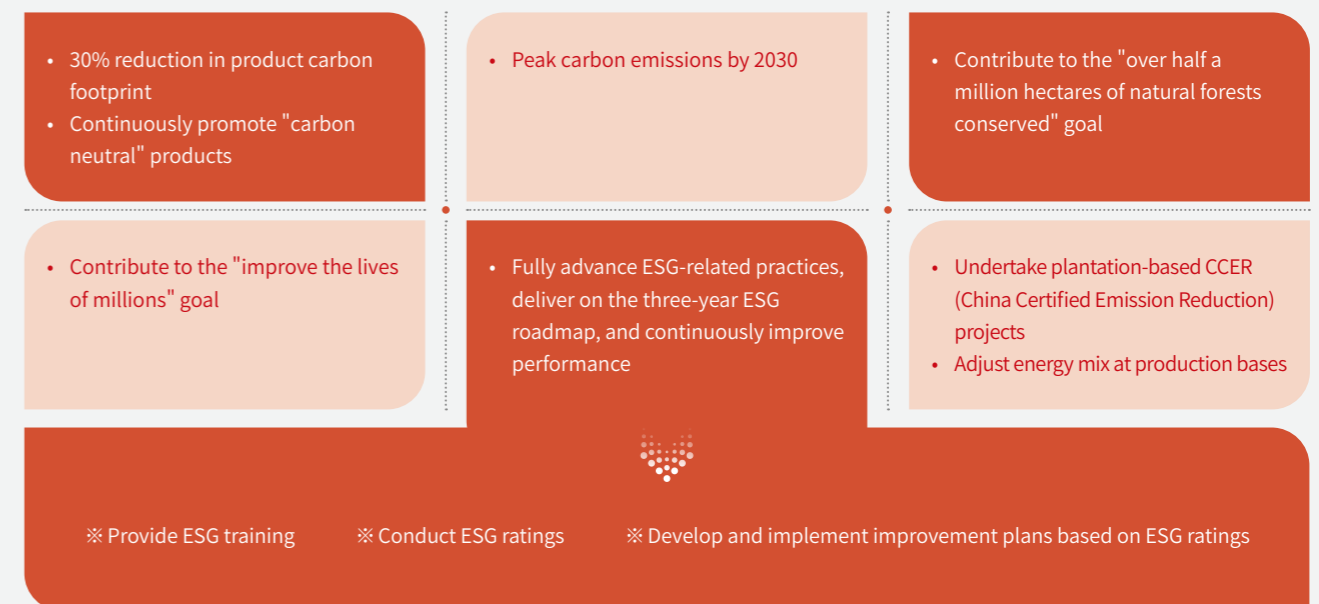 • 30% reduction in product carbon
footprint
• Continuously promote "carbon
neutral" products
• Peak carbon emissions by 2030
• Contribute to the "over half a
million hectares of natural forests
conserved" goal
• Contribute to the "improve the lives
of millions" goal
• Fully advance ESG-related practices,
deliver on the three-year ESG
roadmap, and continuously improve
performance
• Undertake plantation-based CCER
(China Certified Emission Reduction)
projects
• Adjust energy mix at production bases
※ Provide ESG training ※ Conduct ESG ratings ※ Develop and implement improvement plans based on ESG ratings